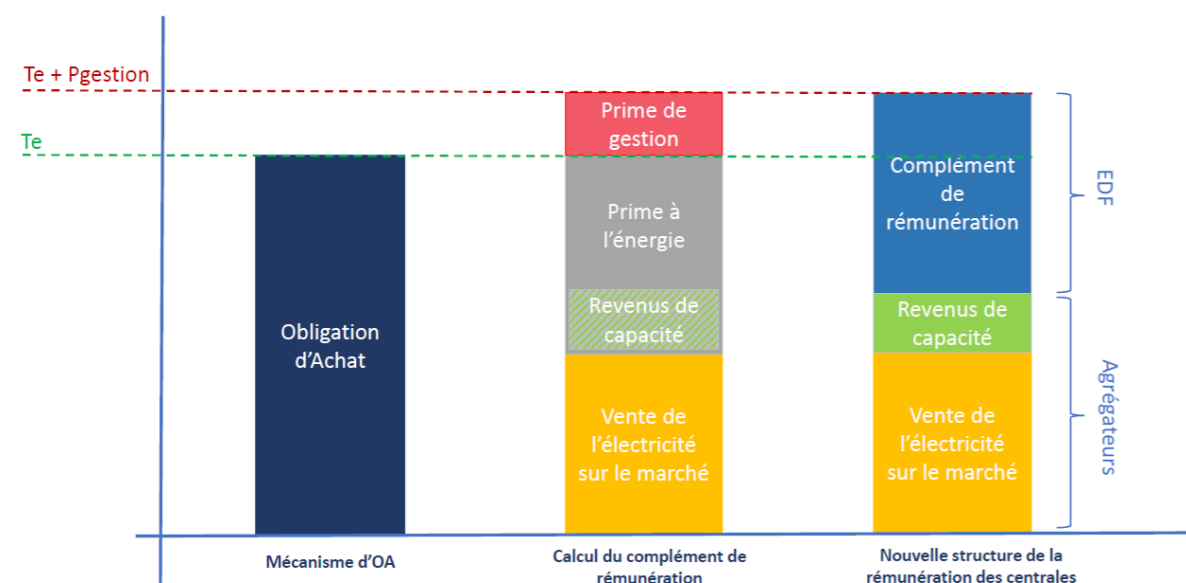 Te + Pgestion
Te
Obligation
d'Achat
Prime de
gestion
Prime à
l'énergie
Revenus de
capacité
Vente de
l'électricité
sur le marché
Complément
de
rémunération
Revenus de
capacité
Vente de
l'électricité
sur le marché
EDF
Agrégateurs
Mécanisme d'OA
Calcul du complément de
rémunération
Nouvelle structure de la
rémunération des centrales